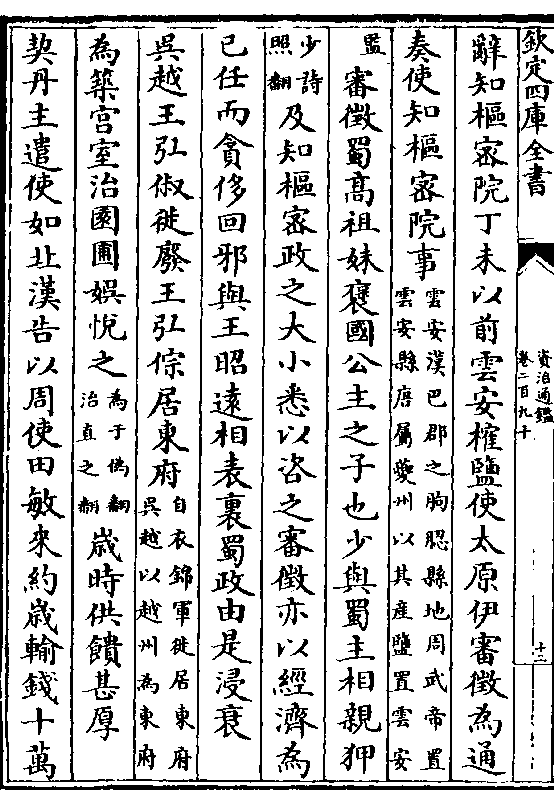 欽定四庫全書
資治通鑑
卷二百九十
十二
辭知樞密院丁未以前雲安榷鹽使太原伊審徵為通
奏使知樞密院事雲安漢巴郡之朐䏰縣地周武帝置雲安縣唐屬夔州以其產鹽置雲安
監審徵蜀髙祖妹褒國公主之子也少與蜀主相親狎
少詩照翻及知樞密政之大小悉以咨之審徵亦以經濟為
已任而貪侈回邪與王昭遠相表裏蜀政由是浸衰
吳越王弘俶徙廢王弘倧居東府自衣錦軍徙居東府吳越以越州為東府
為築宫室治園圃娯悅之為于偽翻治直之翻歲時供饋甚厚
契丹主遣使如北漢告以周使田敏來約歲輸錢十萬